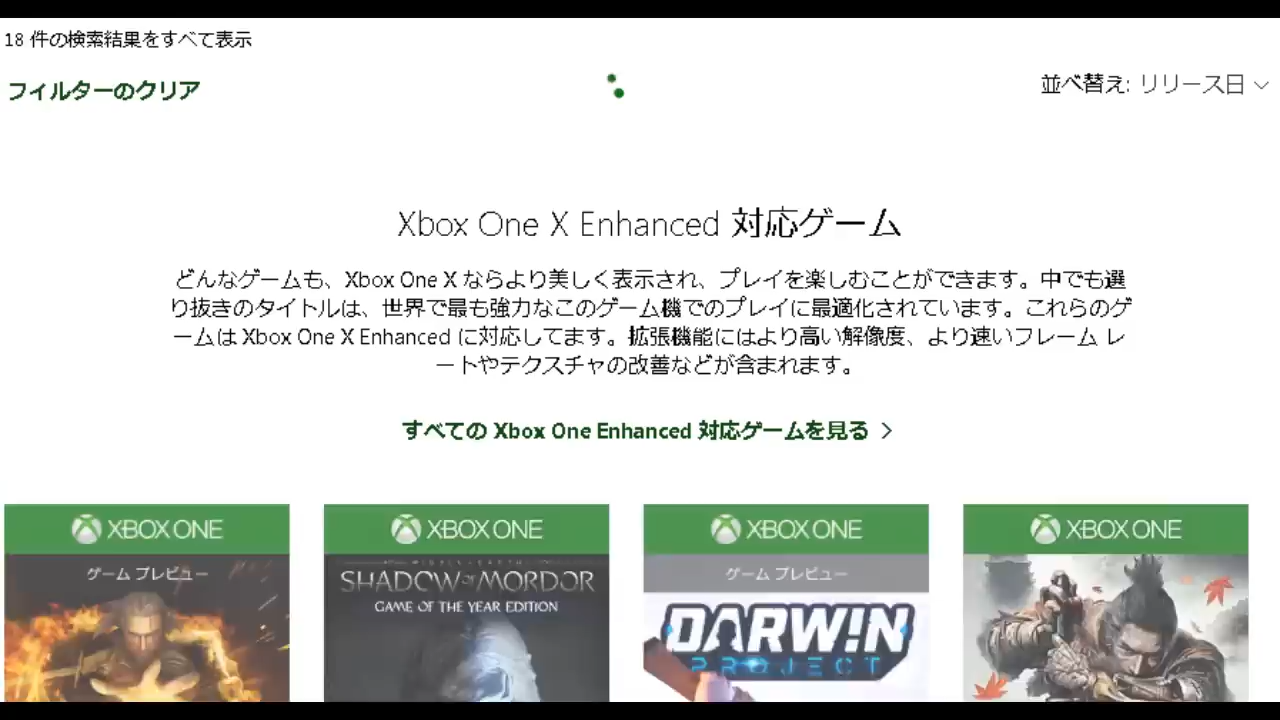 18 件の検索結果をすべて表示
フィルターのクリア
並べ替え: リリース日
Xbox One X Enhanced 対応ゲーム
どんなゲームも、Xbox One X ならより美しく表示され、プレイを楽しむことができます。中でも選
り抜きのタイトルは、世界で最も強力なこのゲーム機でのプレイに最適化されています。これらのゲ
ームは Xbox One X Enhanced に対応してます。拡張機能にはより高い解像度、より速いフレーム レ
ートやテクスチャの改善などが含まれます。
すべての Xbox One Enhanced 対応ゲームを見る
XBOX ONE
ゲーム プレビュー
XBOX ONE
SHADOW OF MORDOR
GAME OF THE YEAR EDITION
XBOX ONE
ゲーム プレビュー
DARWIN
PROJECT
XBOX ONE